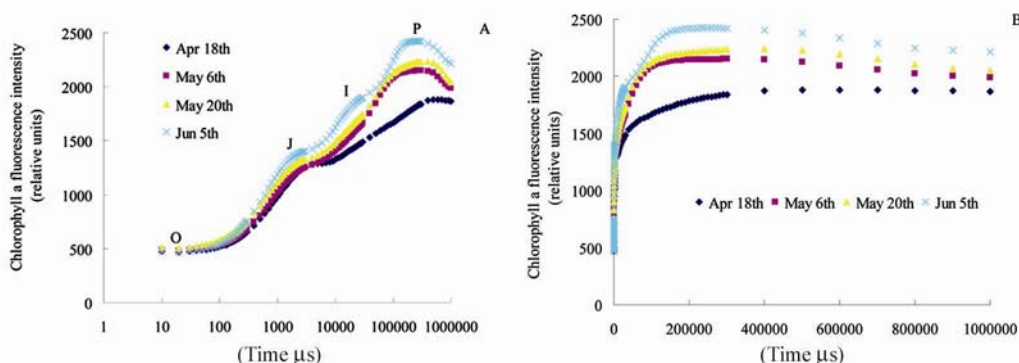 A
P
I
J
O
Apr 18th
May 6th
May 20th
Jun 5th
Chlorophyll a fluorescence intensity
(relative units)
2500
2000
1500
1000
500
0
1 10 100 1000 10000 100000 1000000
(Time μs)
B
Chlorophyll a fluorescence intensity
(relative units)
2500
2000
1500
1000
500
0
Apr 18th May 6th May 20th Jun 5th
0 200000 400000 600000 800000 1000000
(Time μs)